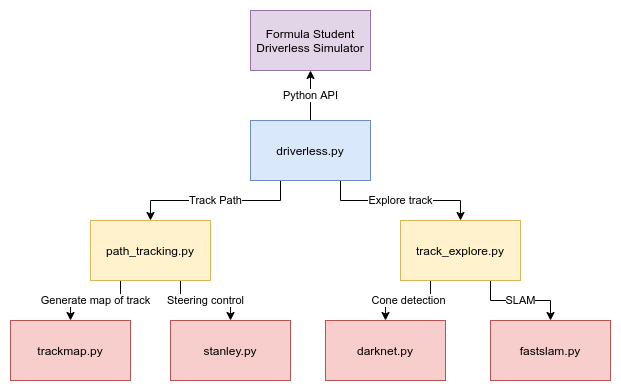 Formula Student
Driverless Simulator
Python API
driverless.py
Track Path
Explore track
path_tracking.py
track_explore.py
Generate map of track
Steering control
Cone detection
SLAM
trackmap.py
stanley.py
darknet.py
fastslam.py